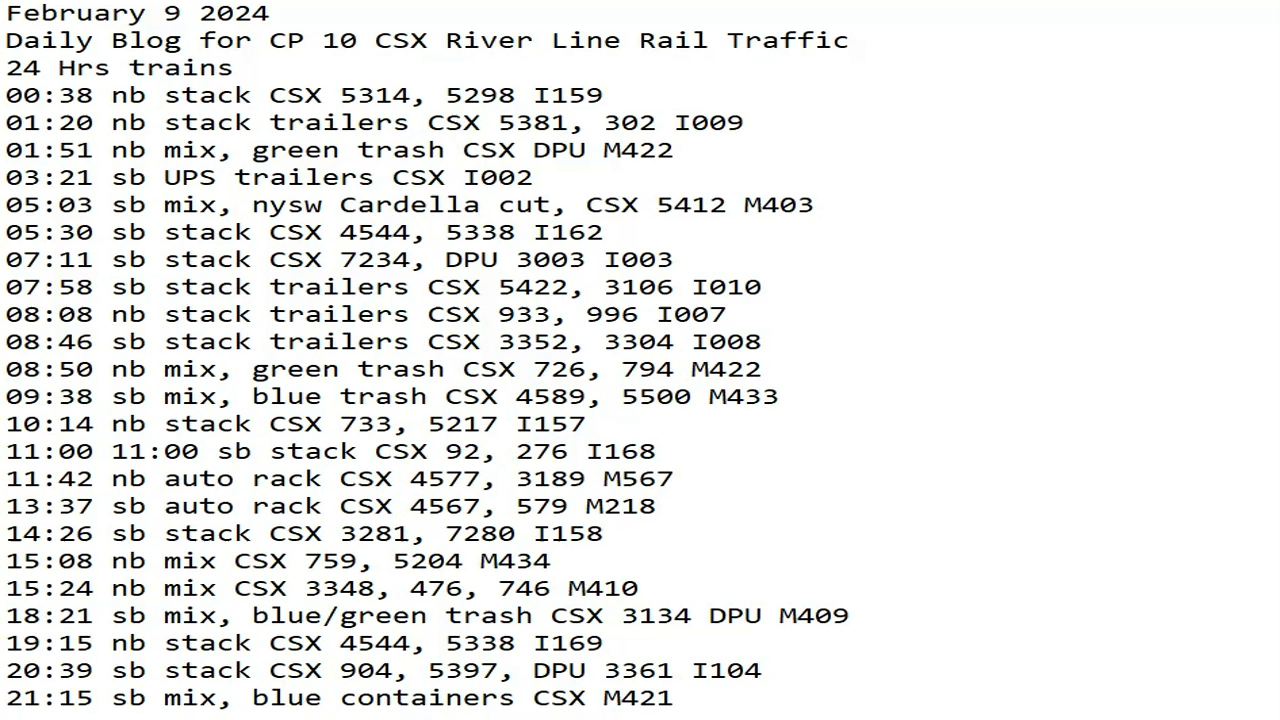 February 9 2024
Daily Blog for CP 10 CSX River Line Rail Traffic
24 Hrs trains
00:38 nb stack CSX 5314, 5298 I159
01:20 nb stack trailers CSX 5381, 302 I009
01:51 nb mix, green trash CSX DPU M422
03:21 sb UPS trailers CSX I002
05:03 sb mix, nysw Cardella cut, CSX 5412 M403
05:30 sb stack CSX 4544, 5338 I162
07:11 sb stack CSX 7234, DPU 3003 I003
07:58 sb stack trailers CSX 5422, 3106 I010
08:08 nb stack trailers CSX 933, 996 I007
08:46 sb stack trailers CSX 3352, 3304 I008
08:50 nb mix, green trash CSX 726, 794 M422
09:38 sb mix, blue trash CSX 4589, 5500 M433
10:14 nb stack CSX 733, 5217 I157
11:00 11:00 sb stack CSX 92, 276 I168
11:42 nb auto rack CSX 4577, 3189 M567
13:37 sb auto rack CSX 4567, 579 M218
14:26 sb stack CSX 3281, 7280 I158
15:08 nb mix CSX 759, 5204 M434
15:24 nb mix CSX 3348, 476, 746 M410
18:21 sb mix, blue/green trash CSX 3134 DPU M409
19:15 nb stack CSX 4544, 5338 I169
20:39 sb stack CSX 904, 5397, DPU 3361 I104
21:15 sb mix, blue containers CSX M421